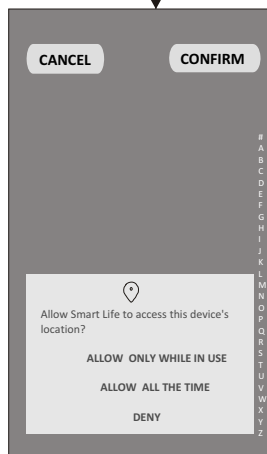 CANCEL
CONFIRM
#
A
B
C
D
E
F
G
H
I
J
K
L
M
N
O
P
Q
R
S
T
U
V
W
X
Y
Z
Allow Smart Life to access this device's
location?
ALLOW ONLY WHILE IN USE
ALLOW ALL THE TIME
DENY